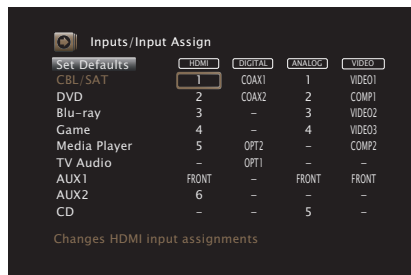 Inputs/Input Assign
Set Defaults HDMI DIGITAL ANALOG VIDEO
CBL/SAT 1 COAX1 1 VIDEO1
DVD 2 COAX2 2 COMP1
Blu-ray 3 – 3 VIDEO2
Game 4 – 4 VIDEO3
Media Player 5 OPT2 – COMP2
TV Audio – OPT1 – –
AUX1 FRONT – FRONT FRONT
AUX2 6 – – –
CD – – 5 –
Changes HDMI input assignments